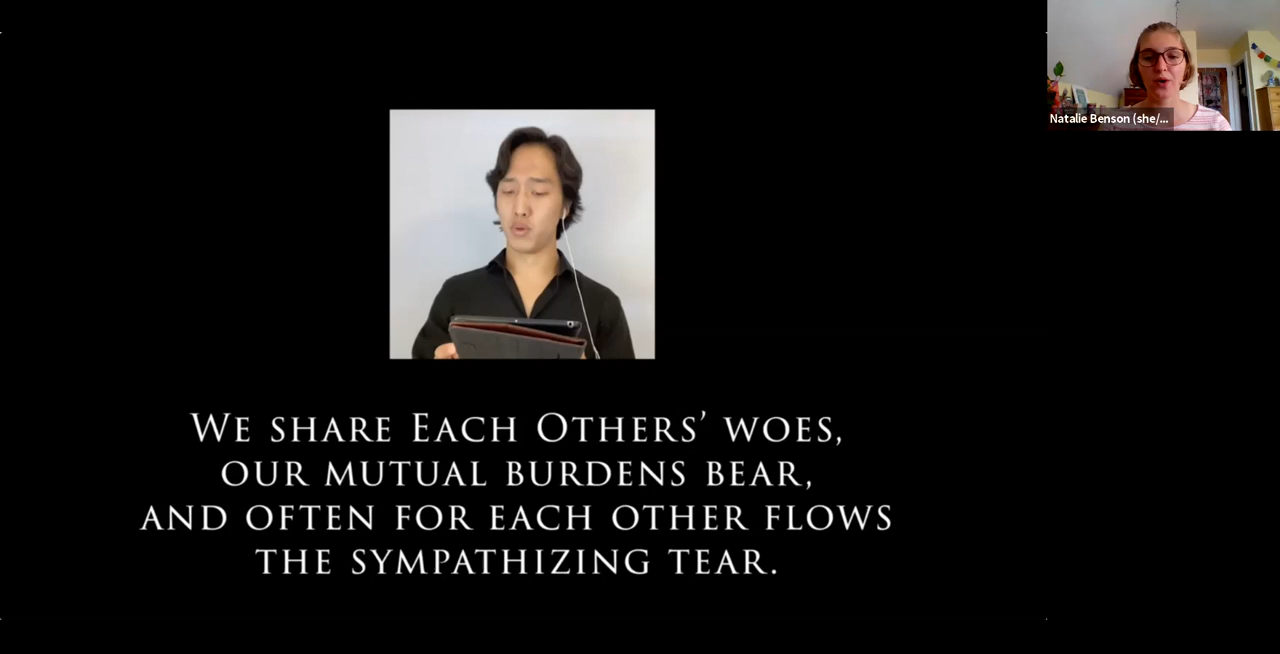 Natalie Benson (she/...
We share Each Others’ woes,
our mutual burdens bear,
and often for each other flows
the sympathizing tear.